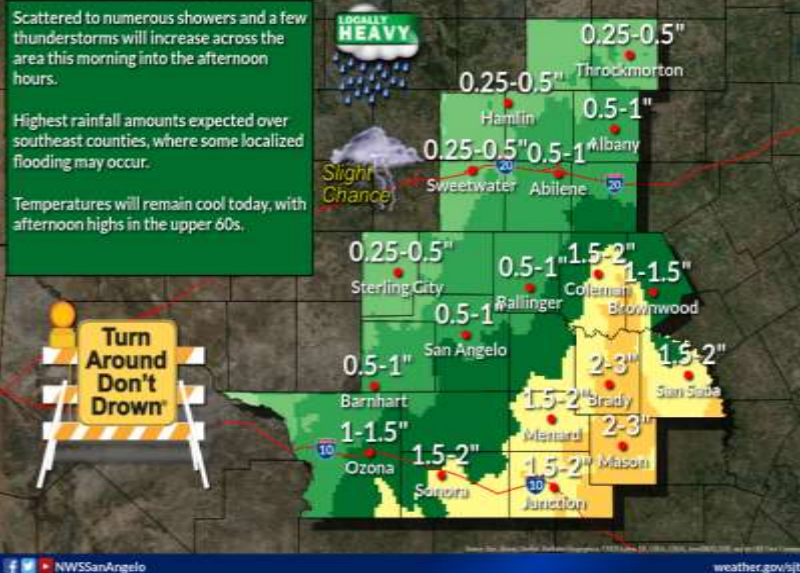 Scattered to numerous showers and a few
thunderstorms will increase across the
area this morning into the afternoon
hours.
Highest rainfall amounts expected over
southeast counties, where some localized
flooding may occur.
Temperatures will remain cool today, with
afternoon highs in the upper 60s.
LOCALLY
HEAVY
Slight
Chance
0.25-0.5"
Throckmorton
0.25-0.5"
Hamlin
0.5-1"
Albany
0.25-0.5"
Sweetwater
20
0.5-1"
Abilene
20
0.25-0.5"
Sterling City
0.5-1"
Ballinger
1.5-2"
Coleman
1-1.5"
Brownwood
0.5-1"
San Angelo
0.5-1"
Barnhart
2-3"
Brady
1.5-2"
San Saba
1.5-2"
Menard
2-3"
Mason
10
1-1.5"
Ozona
1.5-2"
Sonora
10
1.5-2"
Junction
Turn
Around
Don't
Drown®
NWSSanAngelo
weather.gov/sjt